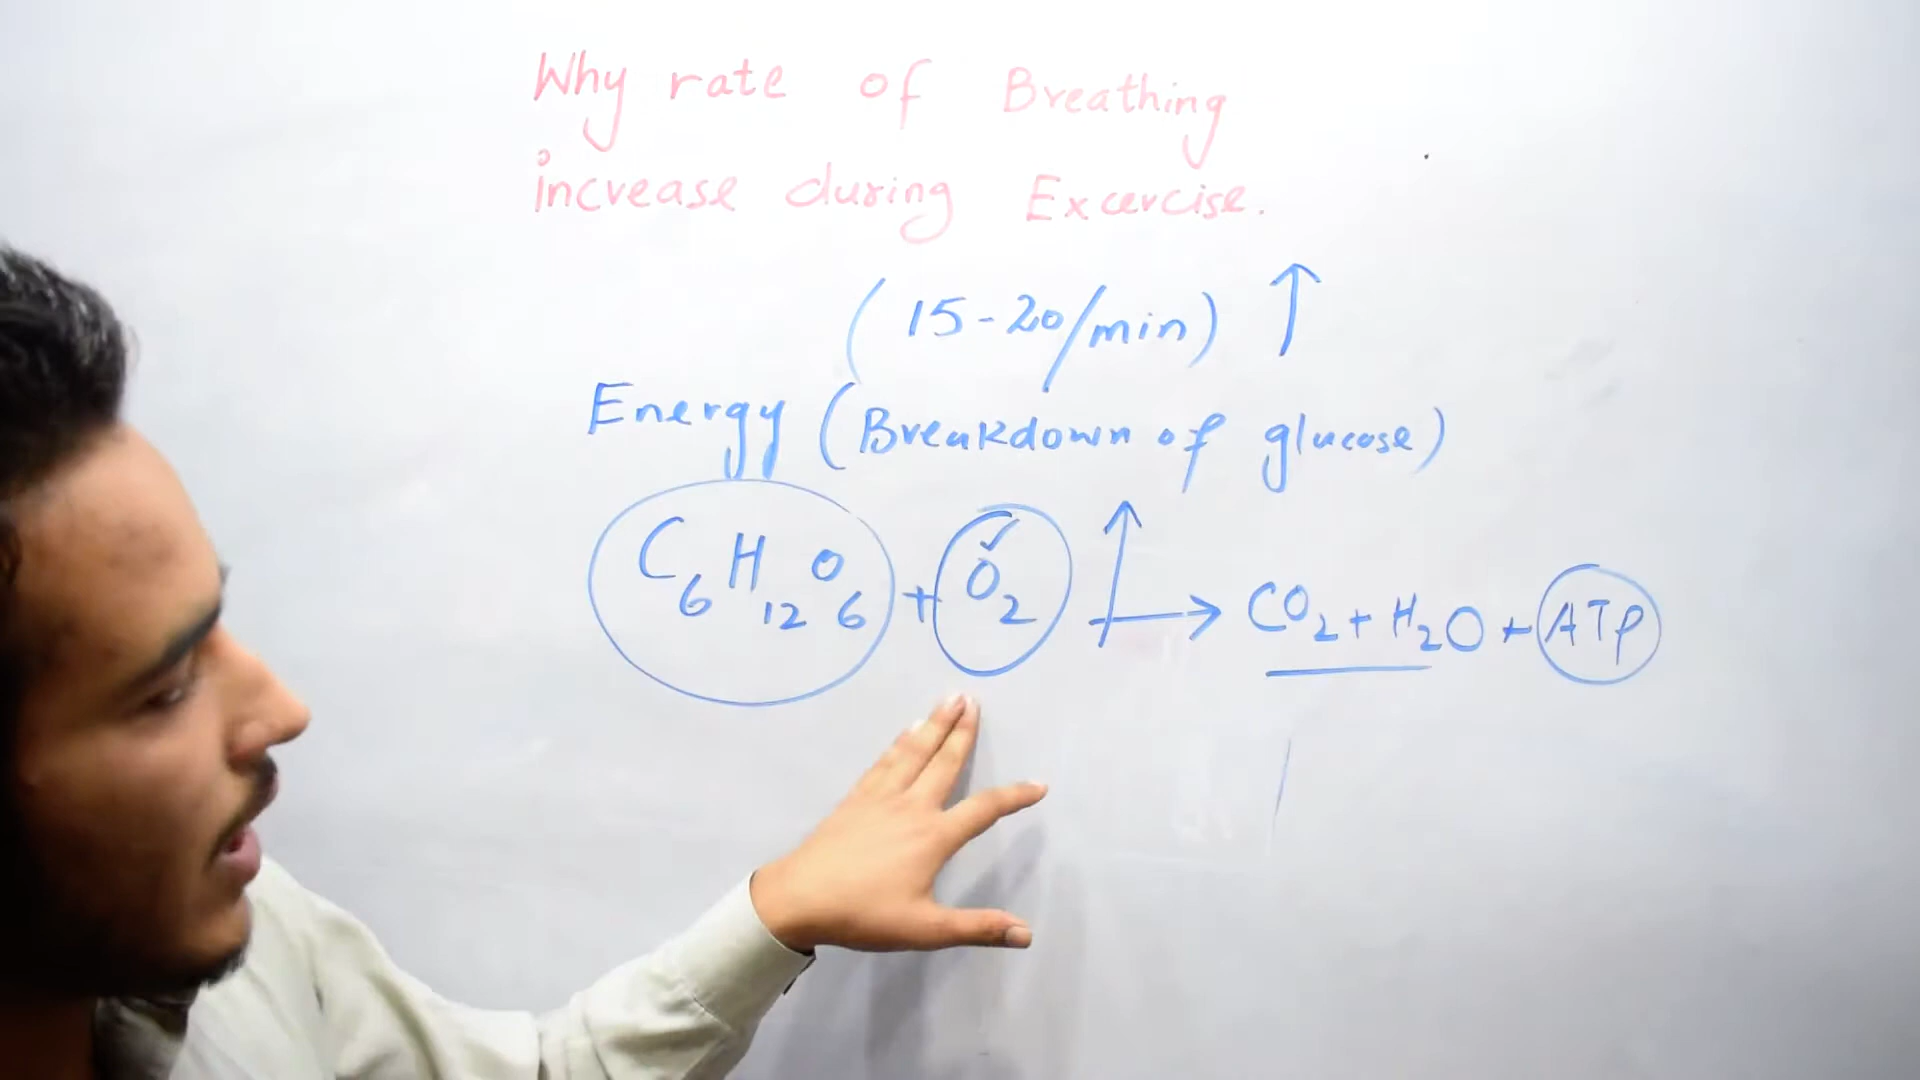 Why rate of Breathing
increase during Excercise.
(15-20/min) ↑
Energy (Breakdown of glucose)
C6H12O6 + O2 ↑ → CO2 + H2O + ATP